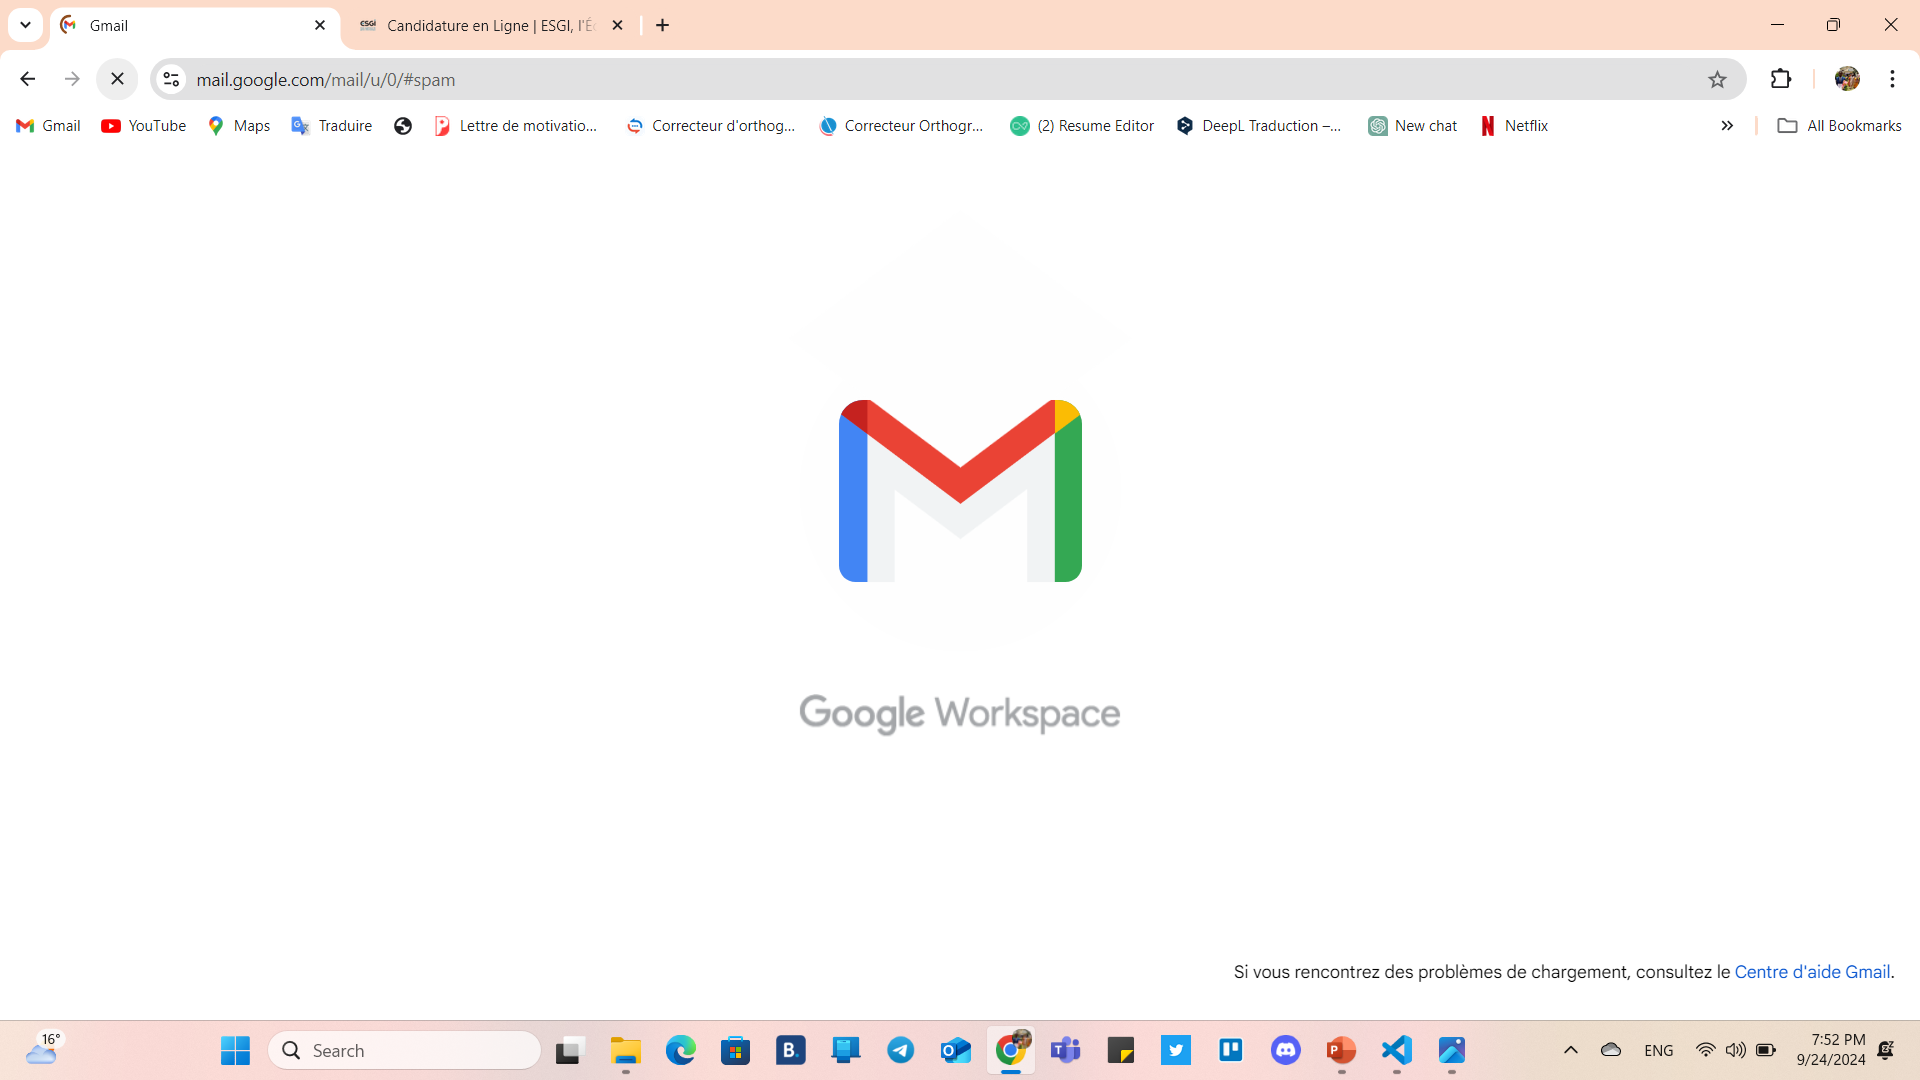 Gmail
Candidature en Ligne | ESGI, l'É
mail.google.com/mail/u/0/#spam
Gmail YouTube Maps Traduire Lettre de motivatio... Correcteur d'orthog... Correcteur Orthogr... (2) Resume Editor DeepL Traduction –... New chat Netflix All Bookmarks
Google Workspace
Si vous rencontrez des problèmes de chargement, consultez le Centre d'aide Gmail.
16°
Search
ENG
7:52 PM
9/24/2024